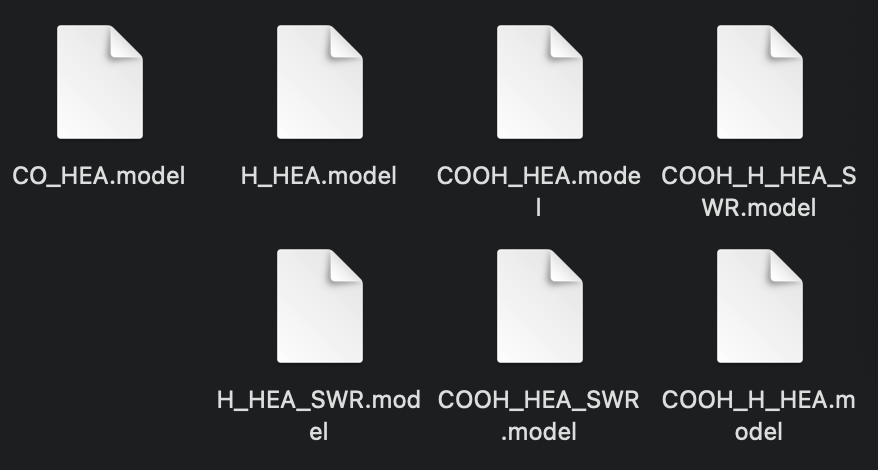 CO_HEA.model
H_HEA.model
COOH_HEA.mode
l
COOH_H_HEA_S
WR.model
H_HEA_SWR.mod
el
COOH_HEA_SWR
.model
COOH_H_HEA.m
odel